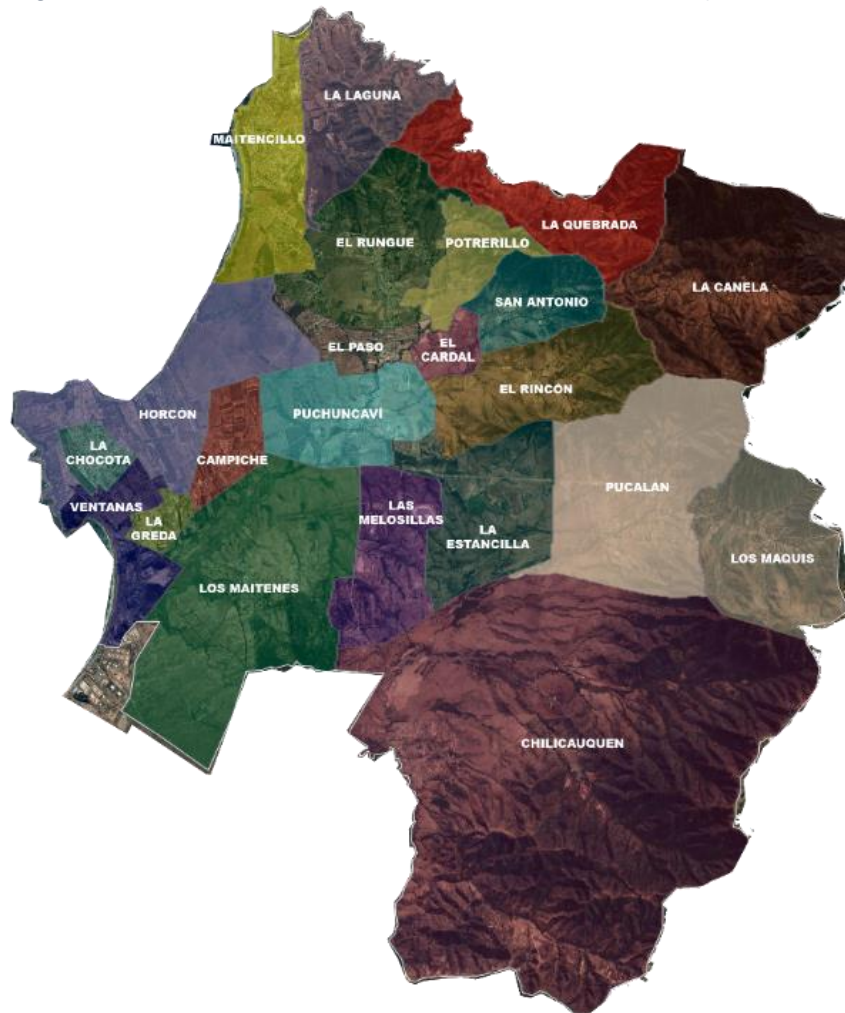 LA LAGUNA
MAITENCILLO
LA QUEBRADA
EL RUNGUE
POTRERILLO
LA CANELA
SAN ANTONIO
EL PASO
EL
CARDAL
EL RINCON
HORCON
PUCHUNCAVI
LA
CHOCOTA
CAMPICHE
PUCALAN
VENTANAS
LAS
MELOSILLAS
LA
GREDA
LA
ESTANCILLA
LOS MAQUIS
LOS MAITENES
CHILICAUQUEN